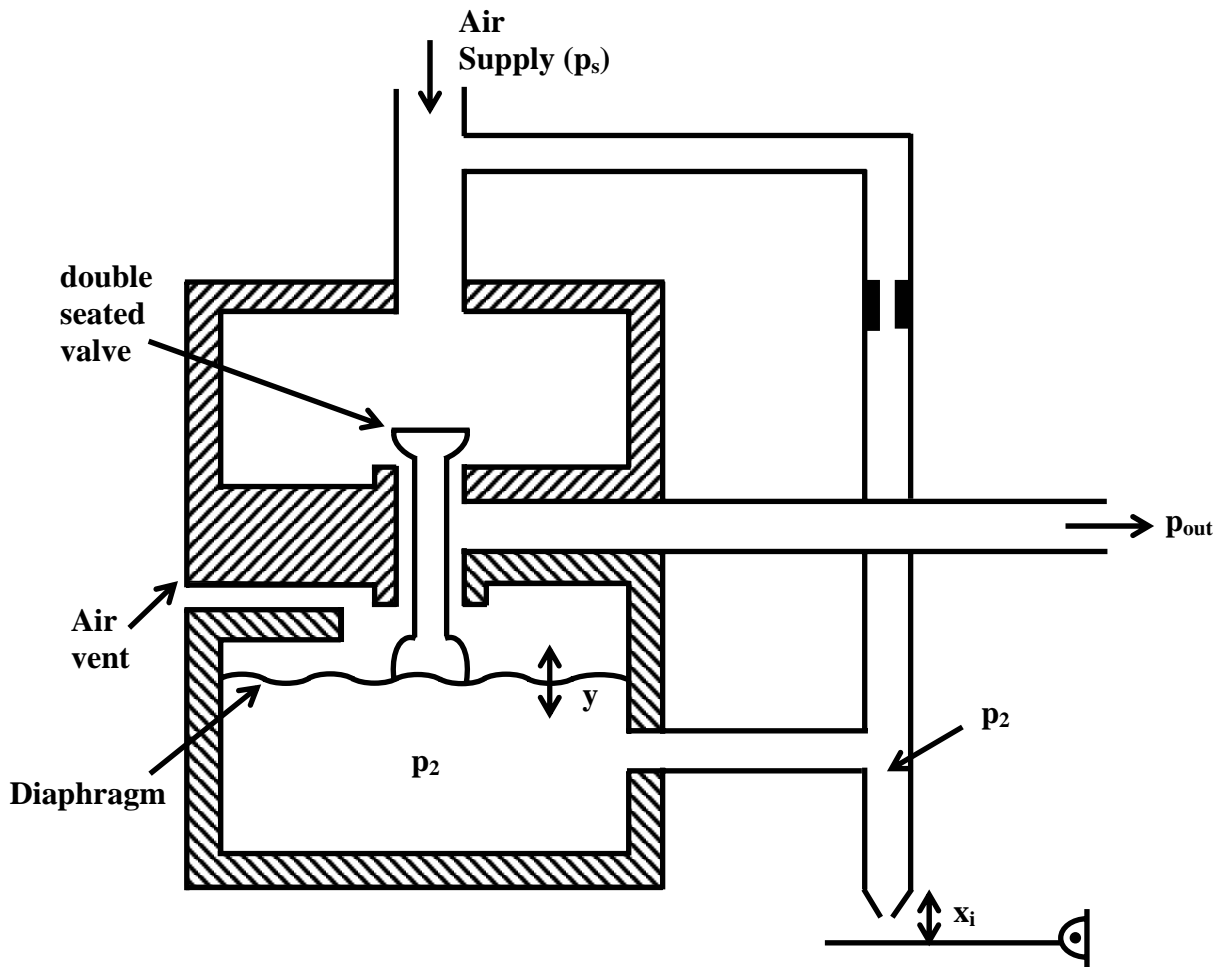 Air
Supply (pₛ)
double
seated
valve
pₒᵤₜ
Air
vent
y
p₂
p₂
Diaphragm
xᵢ